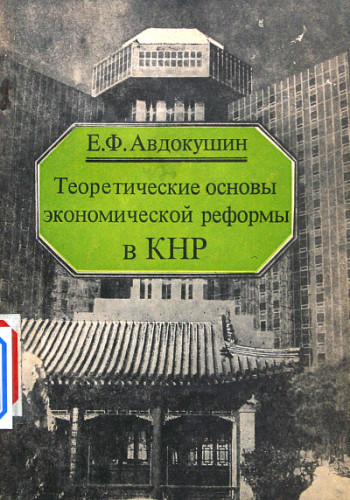 Е.Ф. Авдокушин
Теоретические основы
экономической реформы
в КНР